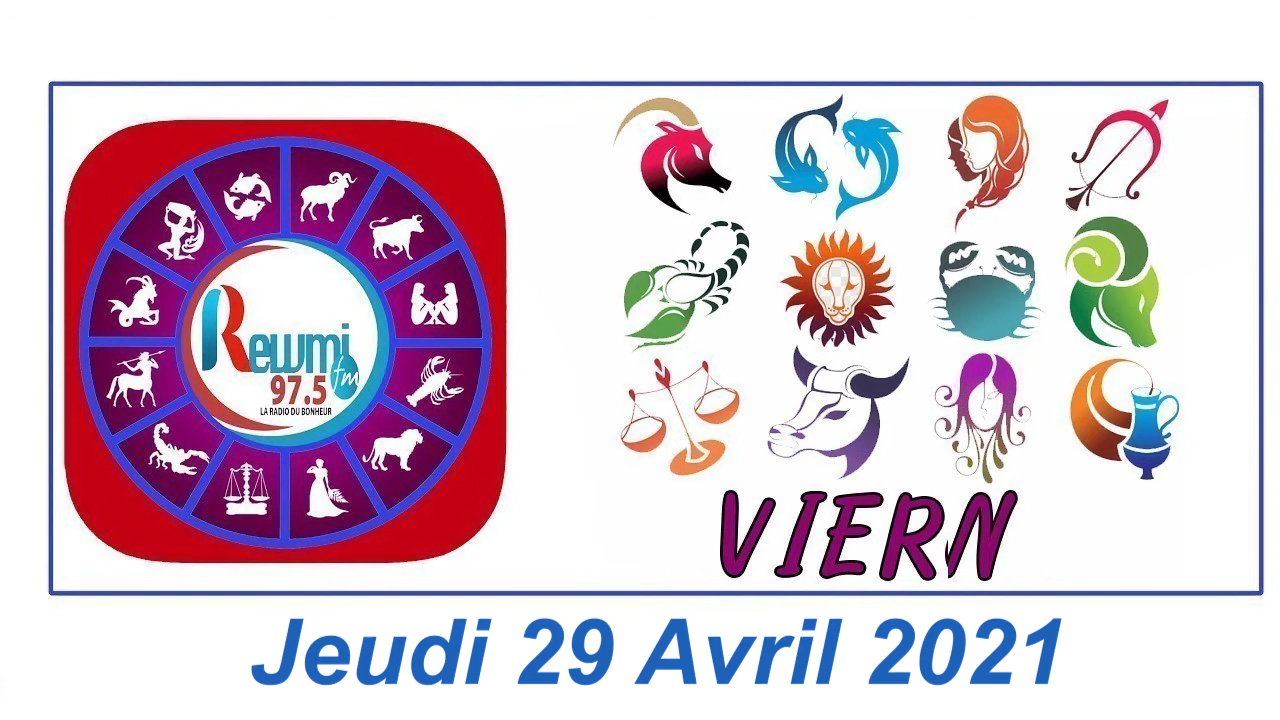 Rewmi
fm
97.5
LA RADIO DU BONHEUR
VIERN
Jeudi 29 Avril 2021